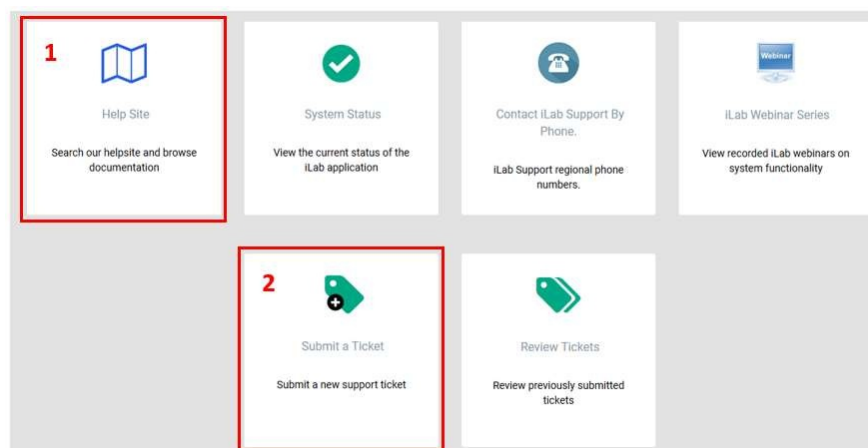 1
Help Site
Search our helpsite and browse
documentation
System Status
View the current status of the
iLab application
Contact iLab Support By
Phone.
iLab Support regional phone
numbers.
Webinar
iLab Webinar Series
View recorded iLab webinars on
system functionality
2
Submit a Ticket
Submit a new support ticket
Review Tickets
Review previously submitted
tickets